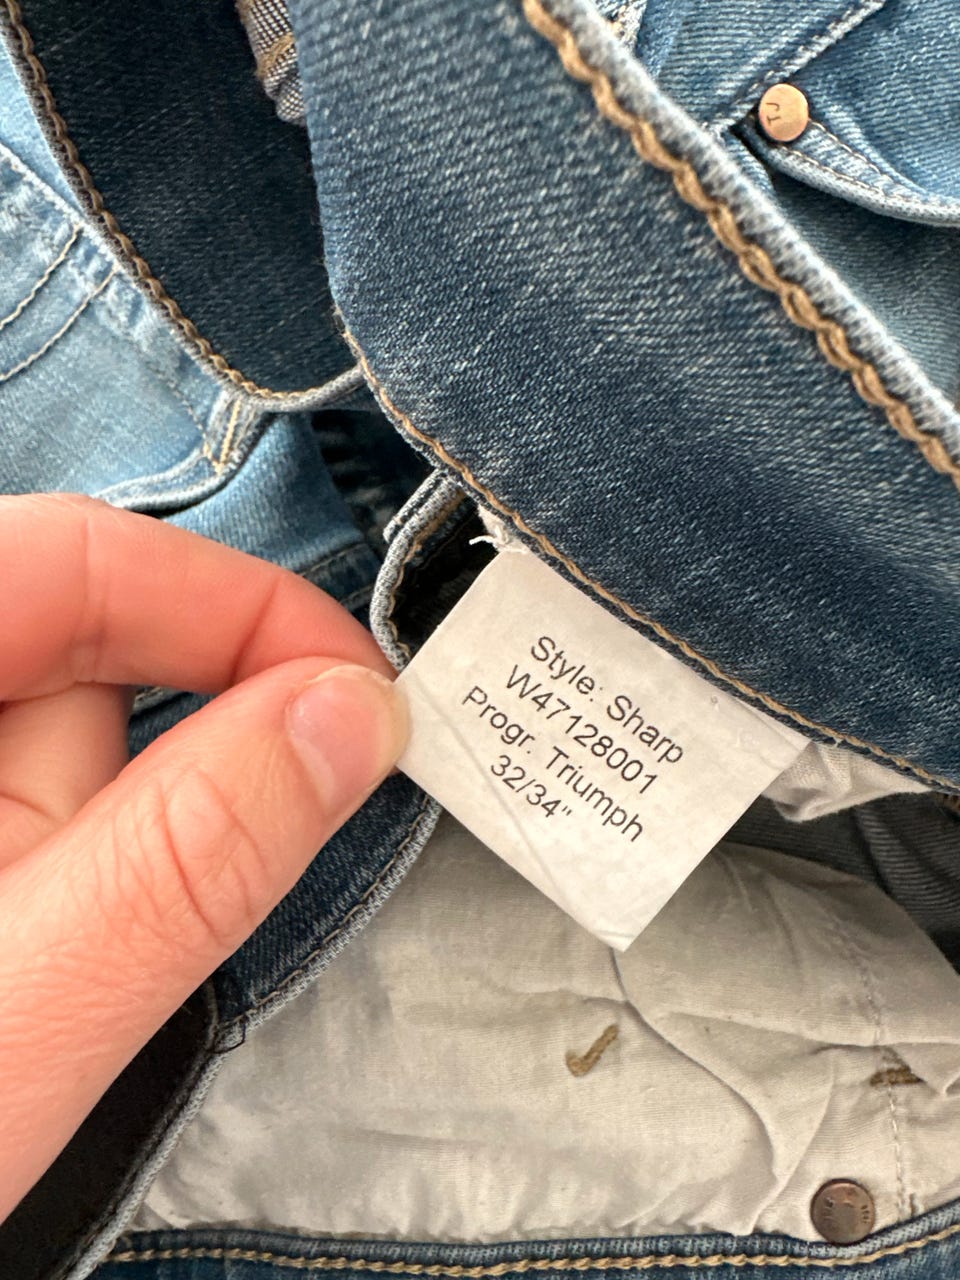 Style: Sharp
W47128001
Progr. Triumph
32/34"